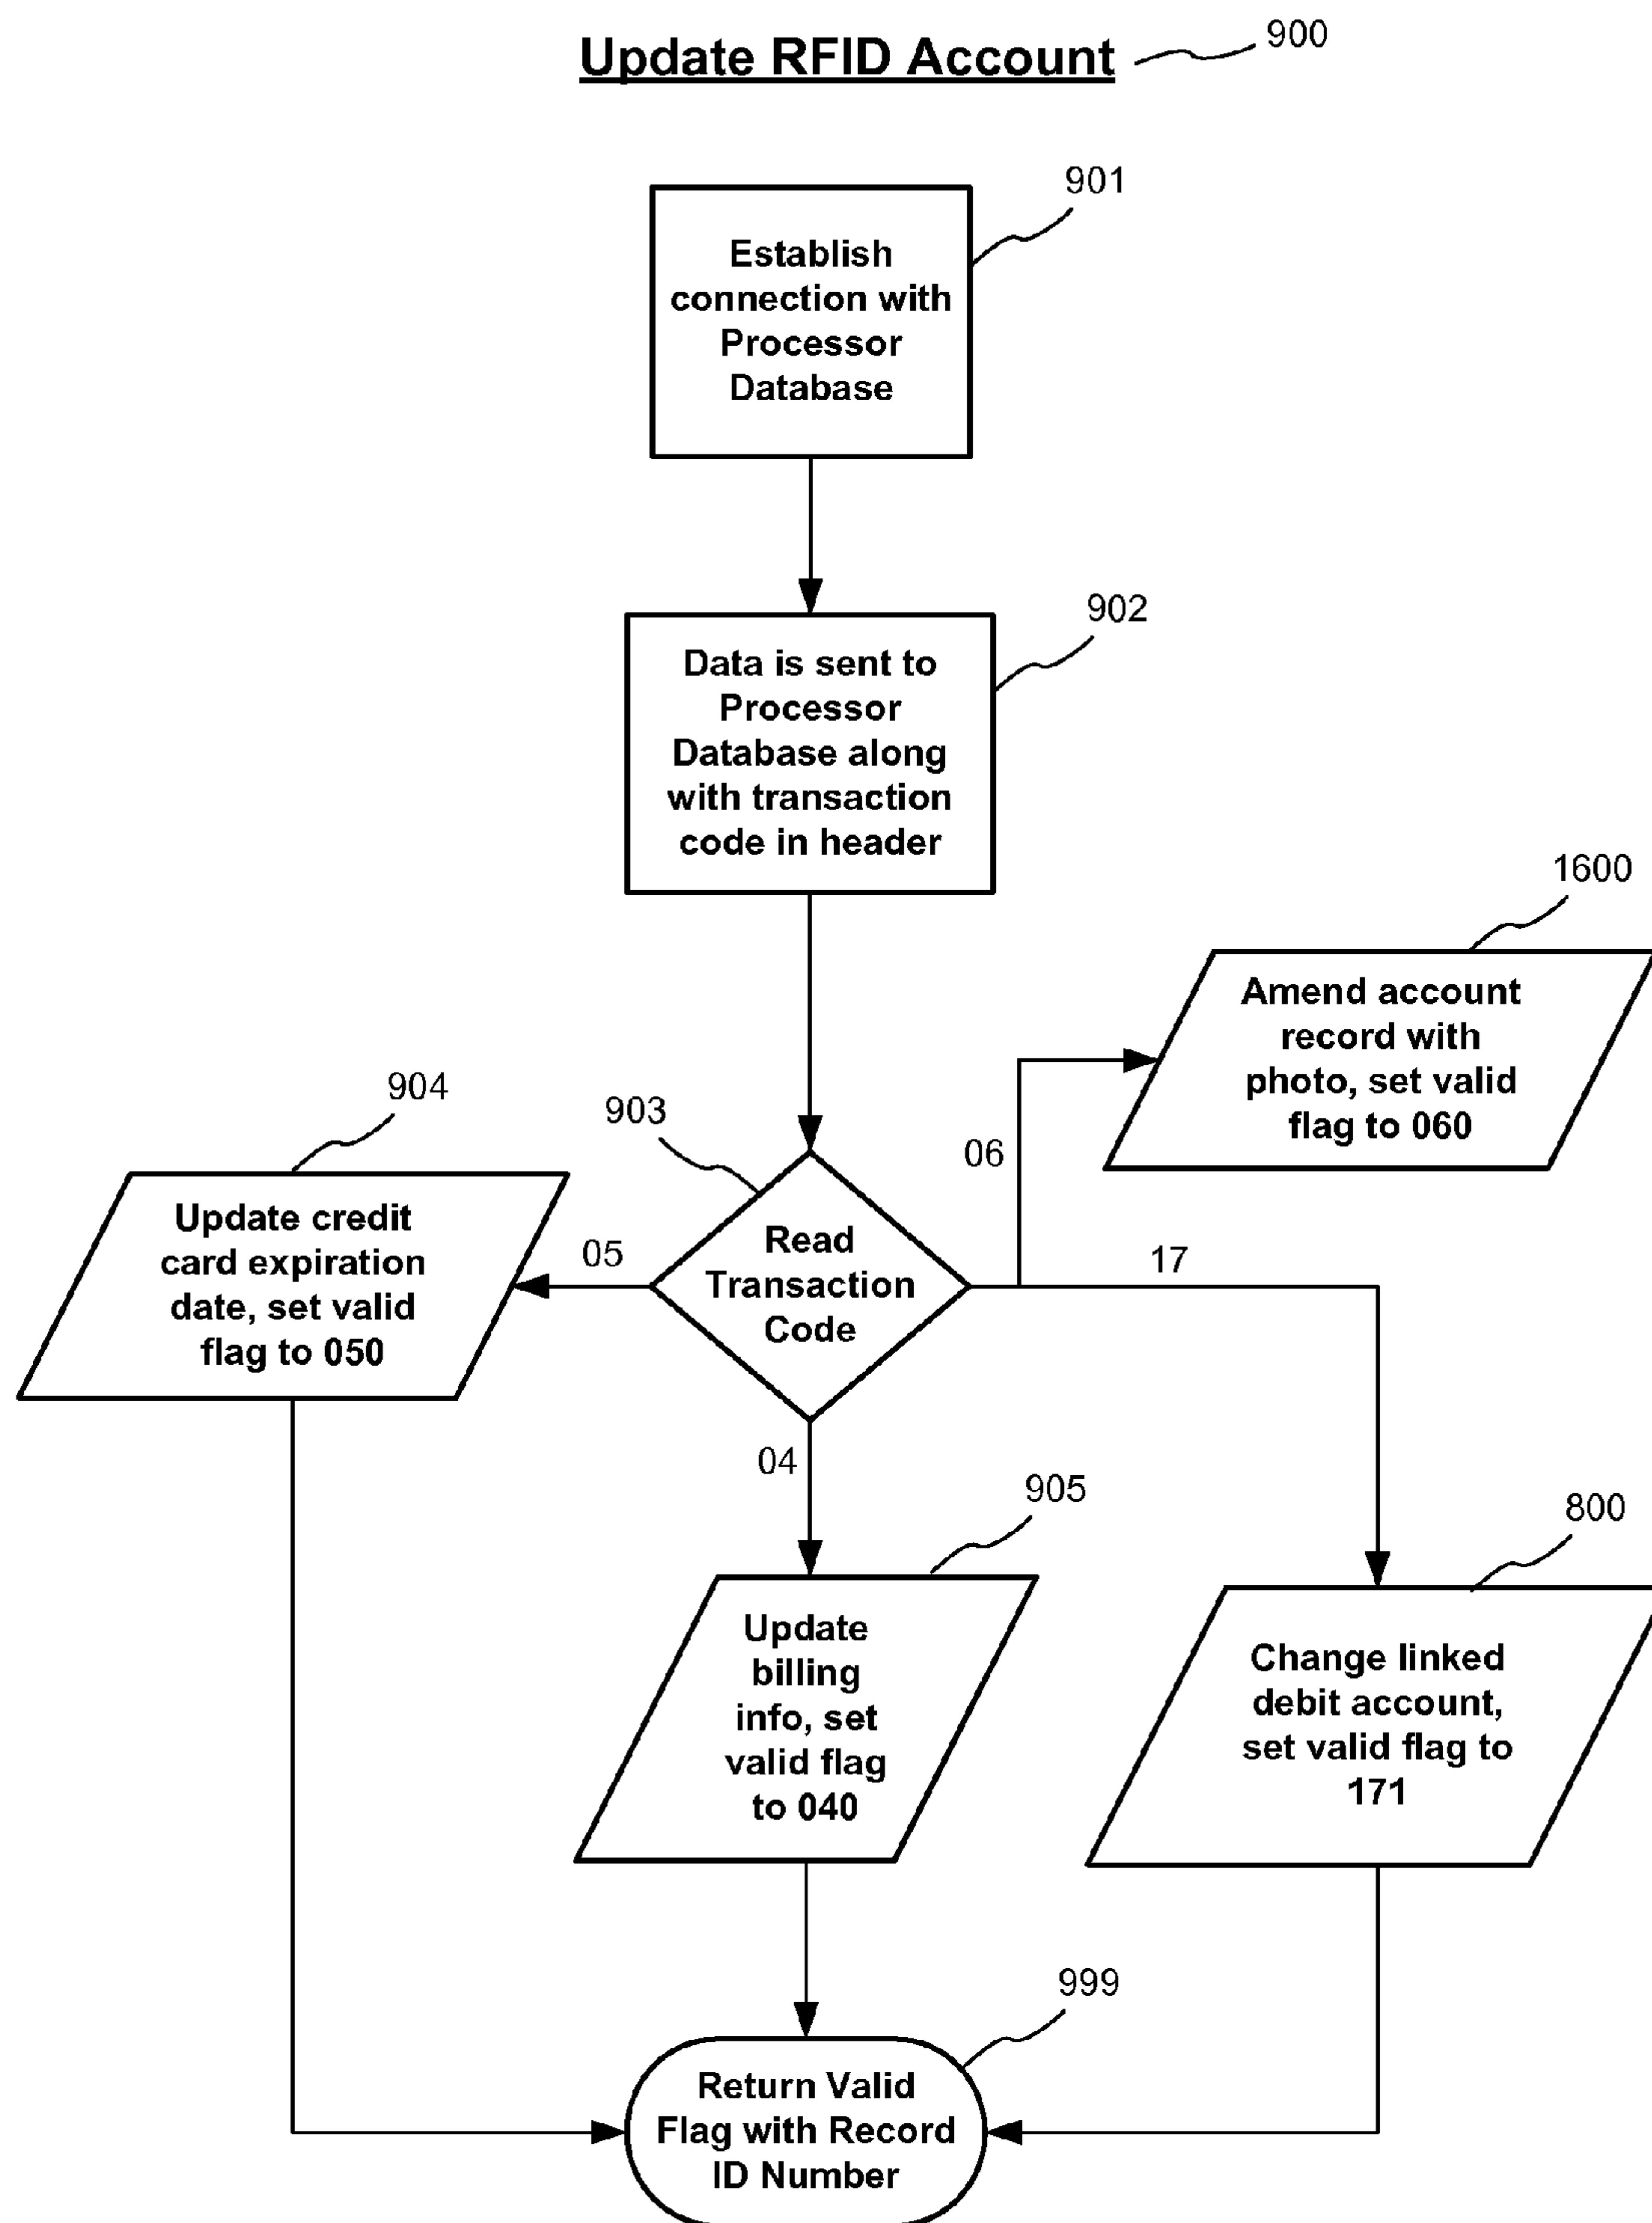 Update RFID Account
900
901
Establish
connection with
Processor
Database
902
Data is sent to
Processor
Database along
with transaction
code in header
1600
Amend account
record with
photo, set valid
flag to 060
904
903
06
Update credit
card expiration
date, set valid
flag to 050
05
Read
Transaction
Code
17
04
905
800
Update
billing
info, set
valid flag
to 040
Change linked
debit account,
set valid flag to
171
999
Return Valid
Flag with Record
ID Number